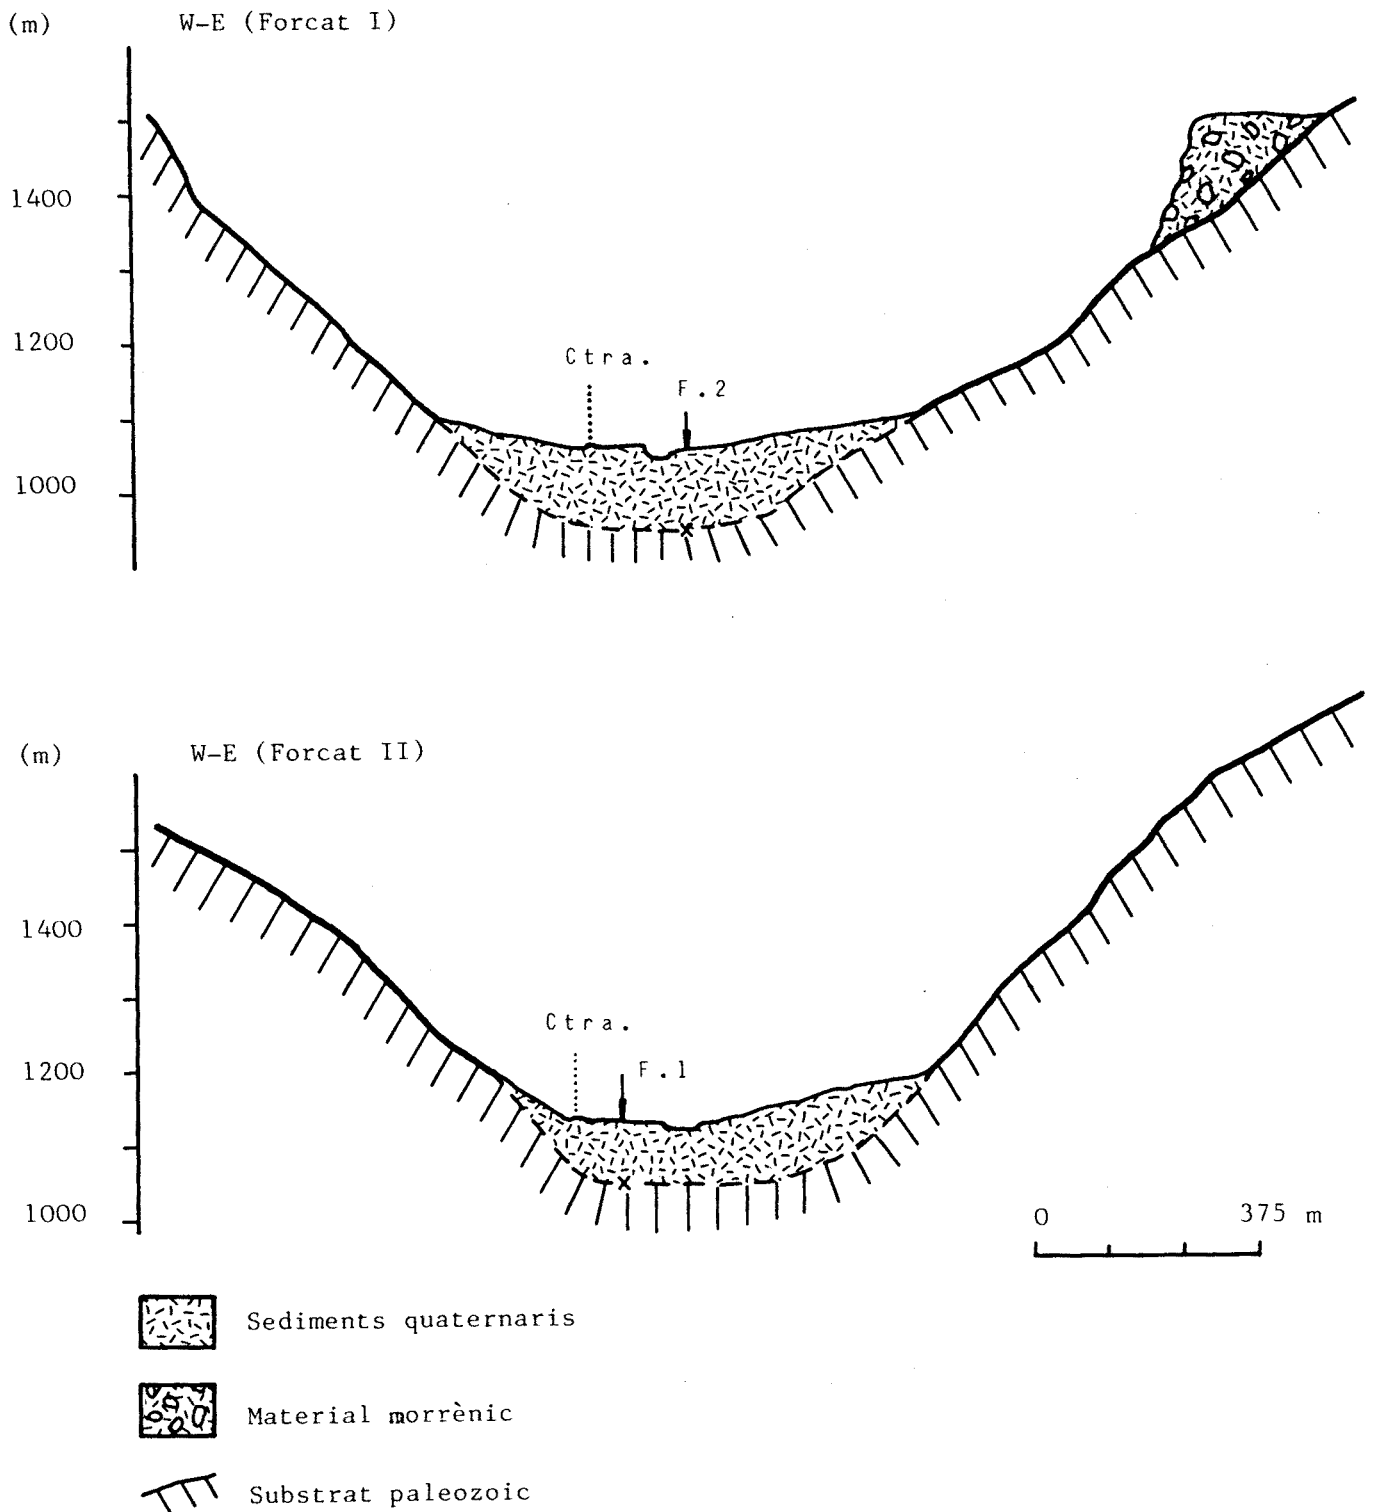 (m) W-E (Forcat I)
1400
1200
Ctra.
F.2
1000
(m) W-E (Forcat II)
1400
Ctra.
F.1
1200
1000
0 375 m
Sediments quaternaris
Material morrènic
Substrat paleozoic